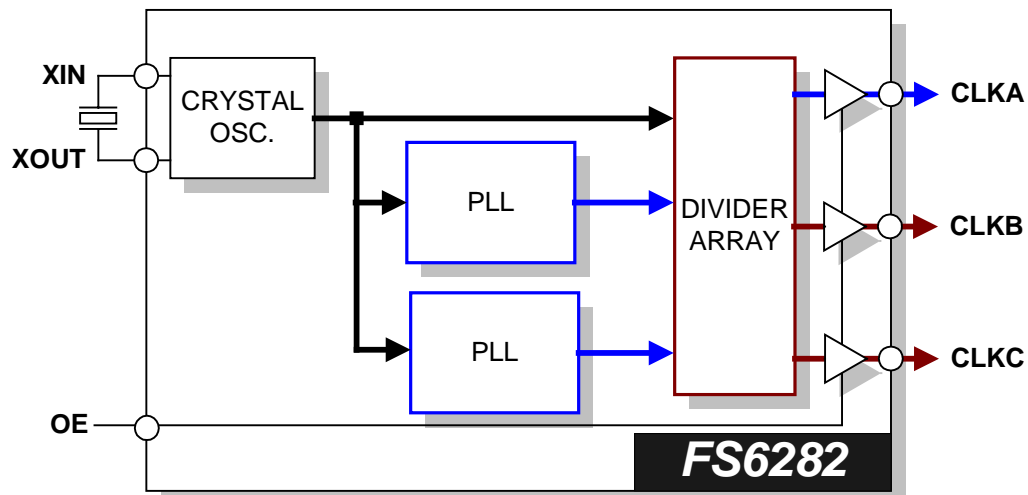 XIN
XOUT
CRYSTAL
OSC.
PLL
PLL
DIVIDER
ARRAY
CLKA
CLKB
CLKC
OE
FS6282